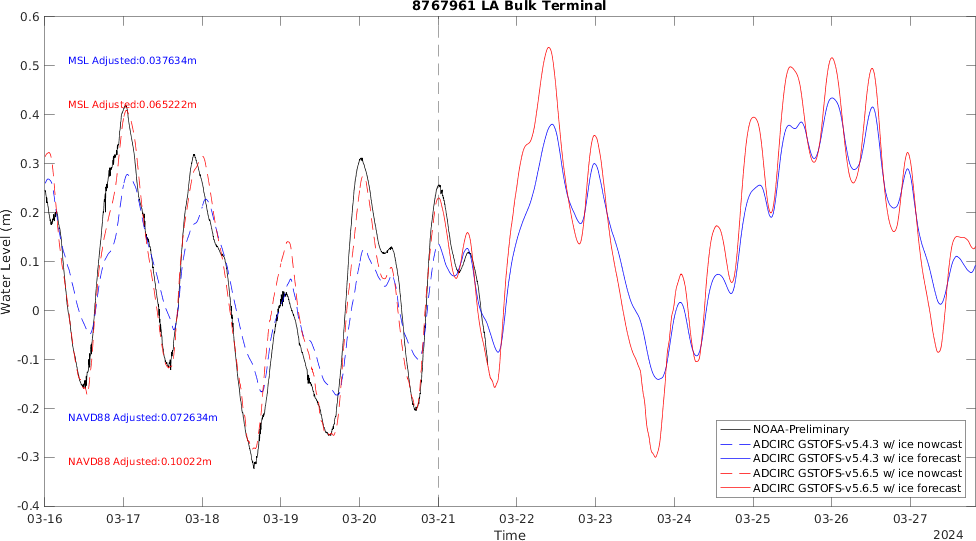 8767961 LA Bulk Terminal
0.6
0.5
0.4
0.3
0.2
0.1
0
-0.1
-0.2
-0.3
-0.4
Water Level (m)
MSL Adjusted:0.037634m
MSL Adjusted:0.065222m
NAVD88 Adjusted:0.072634m
NAVD88 Adjusted:0.10022m
NOAA-Preliminary
ADCIRC GSTOFS-v5.4.3 w/ ice nowcast
ADCIRC GSTOFS-v5.4.3 w/ ice forecast
ADCIRC GSTOFS-v5.6.5 w/ ice nowcast
ADCIRC GSTOFS-v5.6.5 w/ ice forecast
03-16 03-17 03-18 03-19 03-20 03-21 03-22 03-23 03-24 03-25 03-26 03-27
Time
2024